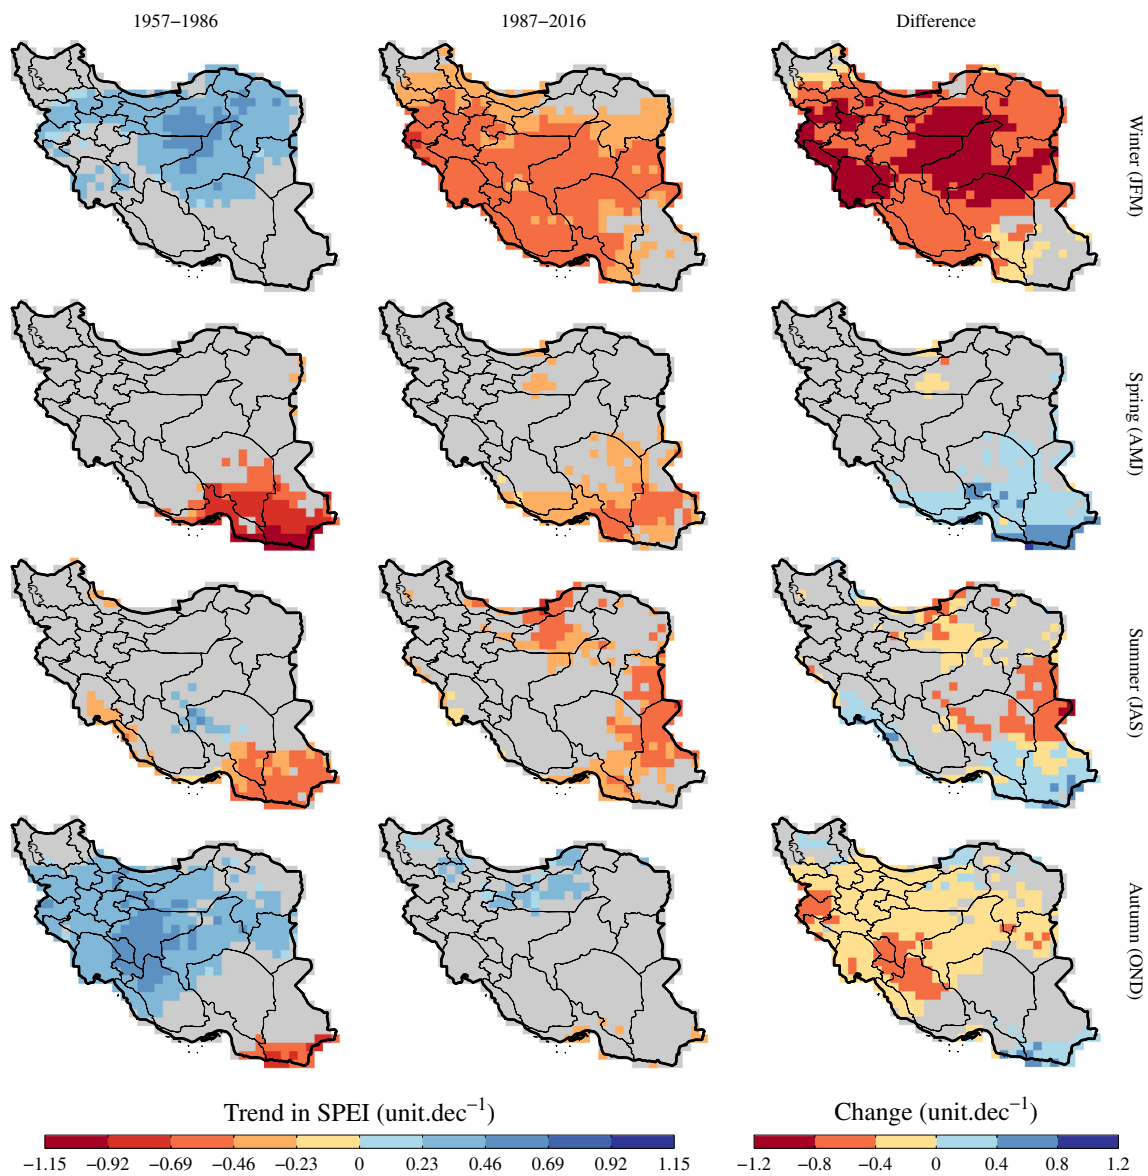 1957–1986
1987–2016
Difference
Winter (JFM)
Spring (AMJ)
Summer (JAS)
Autumn (OND)
Trend in SPEI (unit.dec⁻¹)
−1.15 −0.92 −0.69 −0.46 −0.23 0 0.23 0.46 0.69 0.92 1.15
Change (unit.dec⁻¹)
−1.2 −0.8 −0.4 0 0.4 0.8 1.2